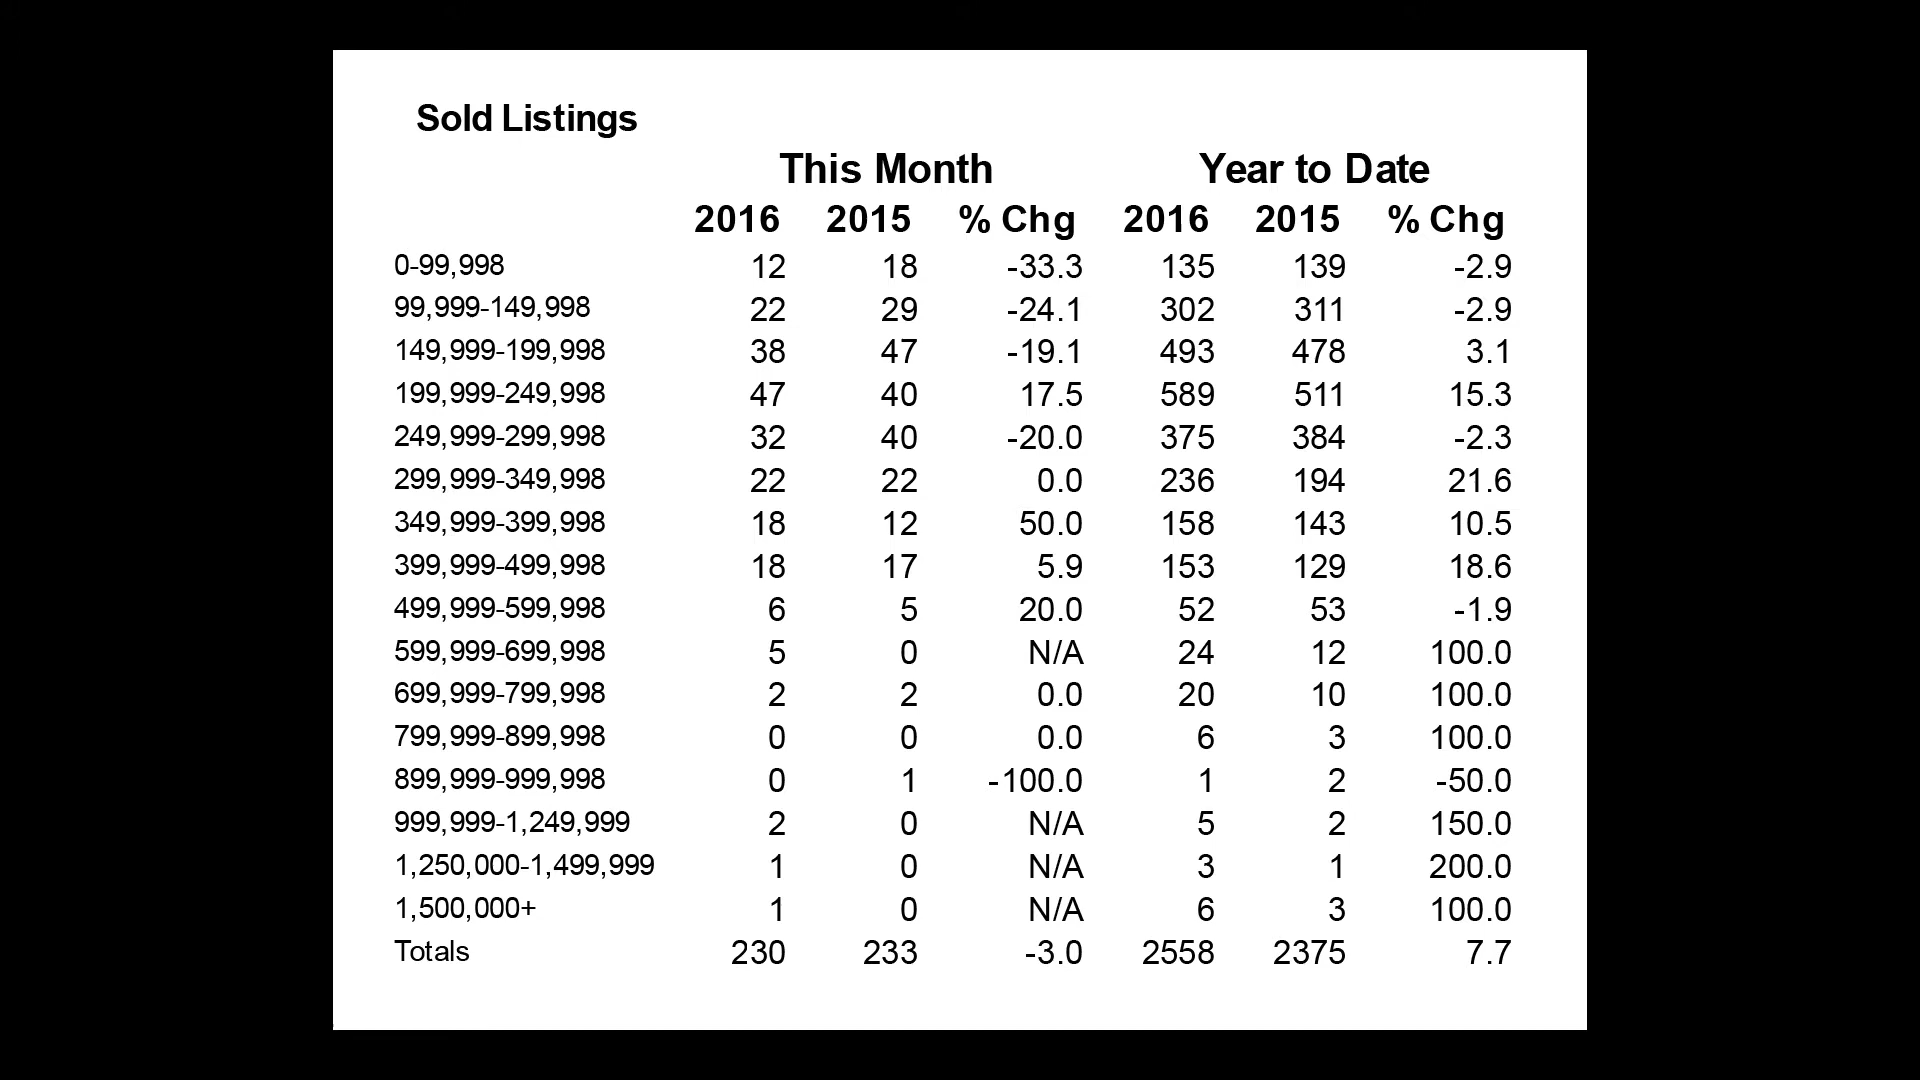 Sold Listings
This Month Year to Date
2016 2015 % Chg 2016 2015 % Chg
0-99,998 12 18 -33.3 135 139 -2.9
99,999-149,998 22 29 -24.1 302 311 -2.9
149,999-199,998 38 47 -19.1 493 478 3.1
199,999-249,998 47 40 17.5 589 511 15.3
249,999-299,998 32 40 -20.0 375 384 -2.3
299,999-349,998 22 22 0.0 236 194 21.6
349,999-399,998 18 12 50.0 158 143 10.5
399,999-499,998 18 17 5.9 153 129 18.6
499,999-599,998 6 5 20.0 52 53 -1.9
599,999-699,998 5 0 N/A 24 12 100.0
699,999-799,998 2 2 0.0 20 10 100.0
799,999-899,998 0 0 0.0 6 3 100.0
899,999-999,998 0 1 -100.0 1 2 -50.0
999,999-1,249,999 2 0 N/A 5 2 150.0
1,250,000-1,499,999 1 0 N/A 3 1 200.0
1,500,000+ 1 0 N/A 6 3 100.0
Totals 230 233 -3.0 2558 2375 7.7